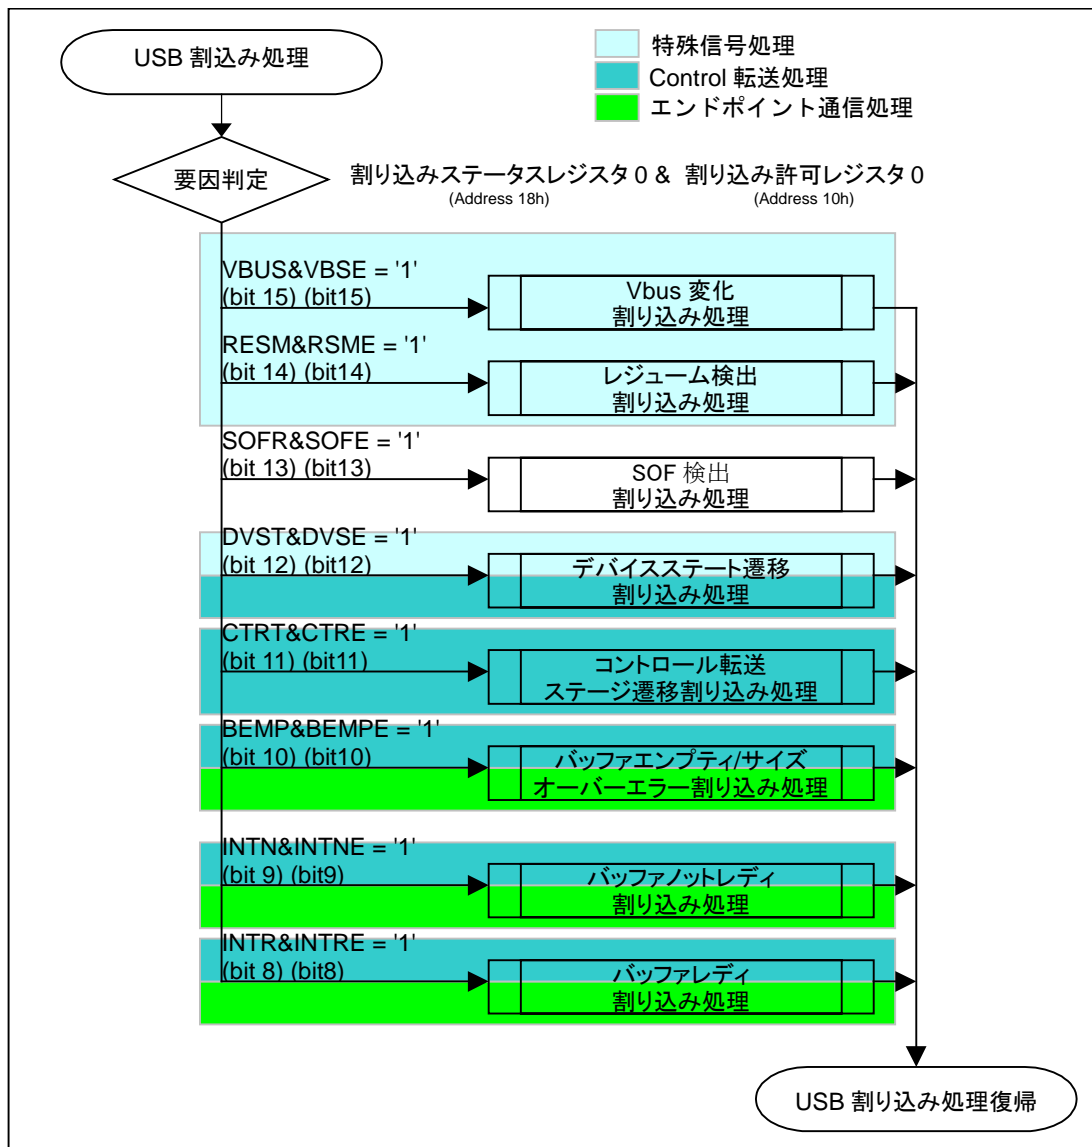 USB 割込み処理
特殊信号処理
Control 転送処理
エンドポイント通信処理
要因判定
割り込みステータスレジスタ0 & 割り込み許可レジスタ0
(Address 18h) (Address 10h)
VBUS&VBSE = '1'
(bit 15) (bit15)
Vbus 変化
割り込み処理
RESM&RSME = '1'
(bit 14) (bit14)
レジューム検出
割り込み処理
SOFR&SOFE = '1'
(bit 13) (bit13)
SOF 検出
割り込み処理
DVST&DVSE = '1'
(bit 12) (bit12)
デバイスステート遷移
割り込み処理
CTRT&CTRE = '1'
(bit 11) (bit11)
コントロール転送
ステージ遷移割り込み処理
BEMP&BEMPE = '1'
(bit 10) (bit10)
バッファエンプティ/サイズ
オーバーエラー割り込み処理
INTN&INTNE = '1'
(bit 9) (bit9)
バッファノットレディ
割り込み処理
INTR&INTRE = '1'
(bit 8) (bit8)
バッファレディ
割り込み処理
USB 割り込み処理復帰